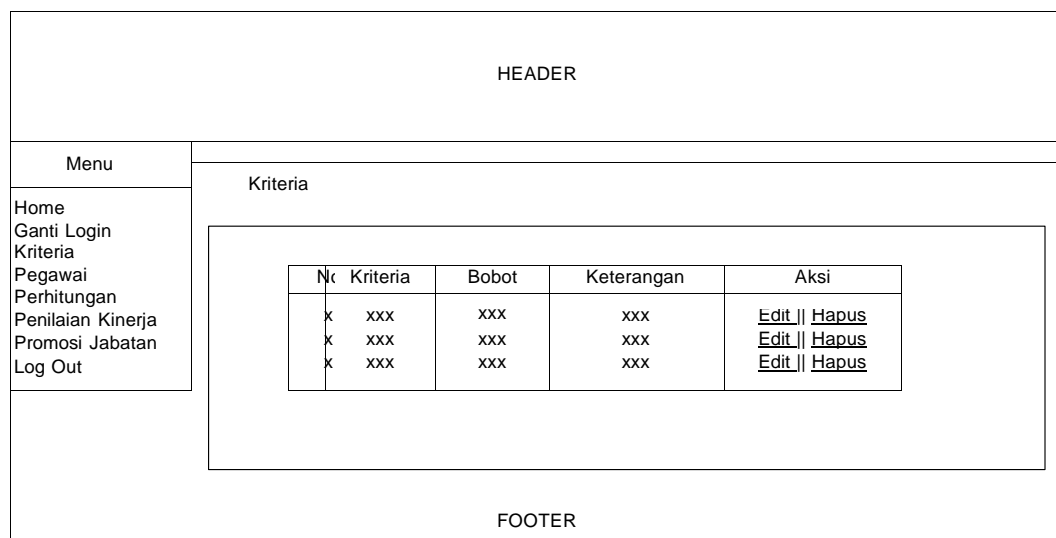 HEADER
Menu
Home
Ganti Login
Kriteria
Pegawai
Perhitungan
Penilaian Kinerja
Promosi Jabatan
Log Out
Kriteria
No Kriteria Bobot Keterangan Aksi
x xxx xxx xxx Edit || Hapus
x xxx xxx xxx Edit || Hapus
x xxx xxx xxx Edit || Hapus
FOOTER